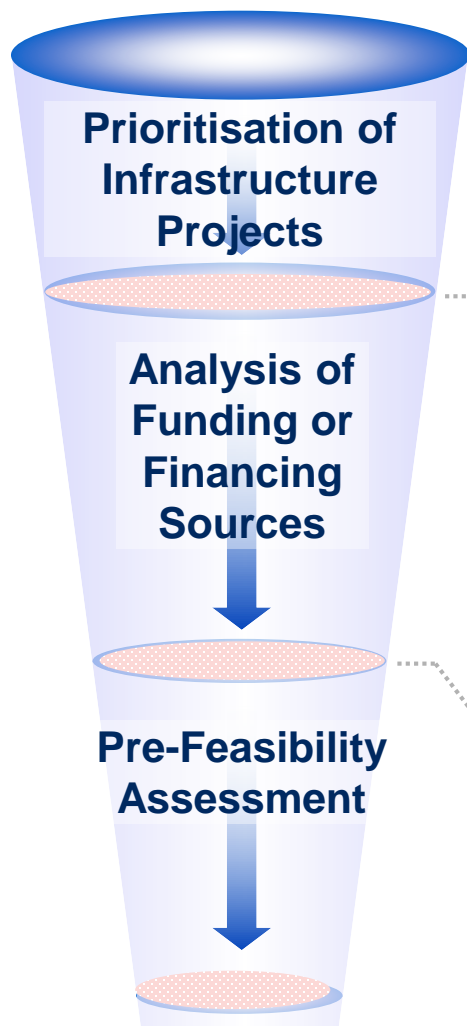 Prioritisation of
Infrastructure
Projects
Analysis of
Funding or
Financing
Sources
Pre-Feasibility
Assessment